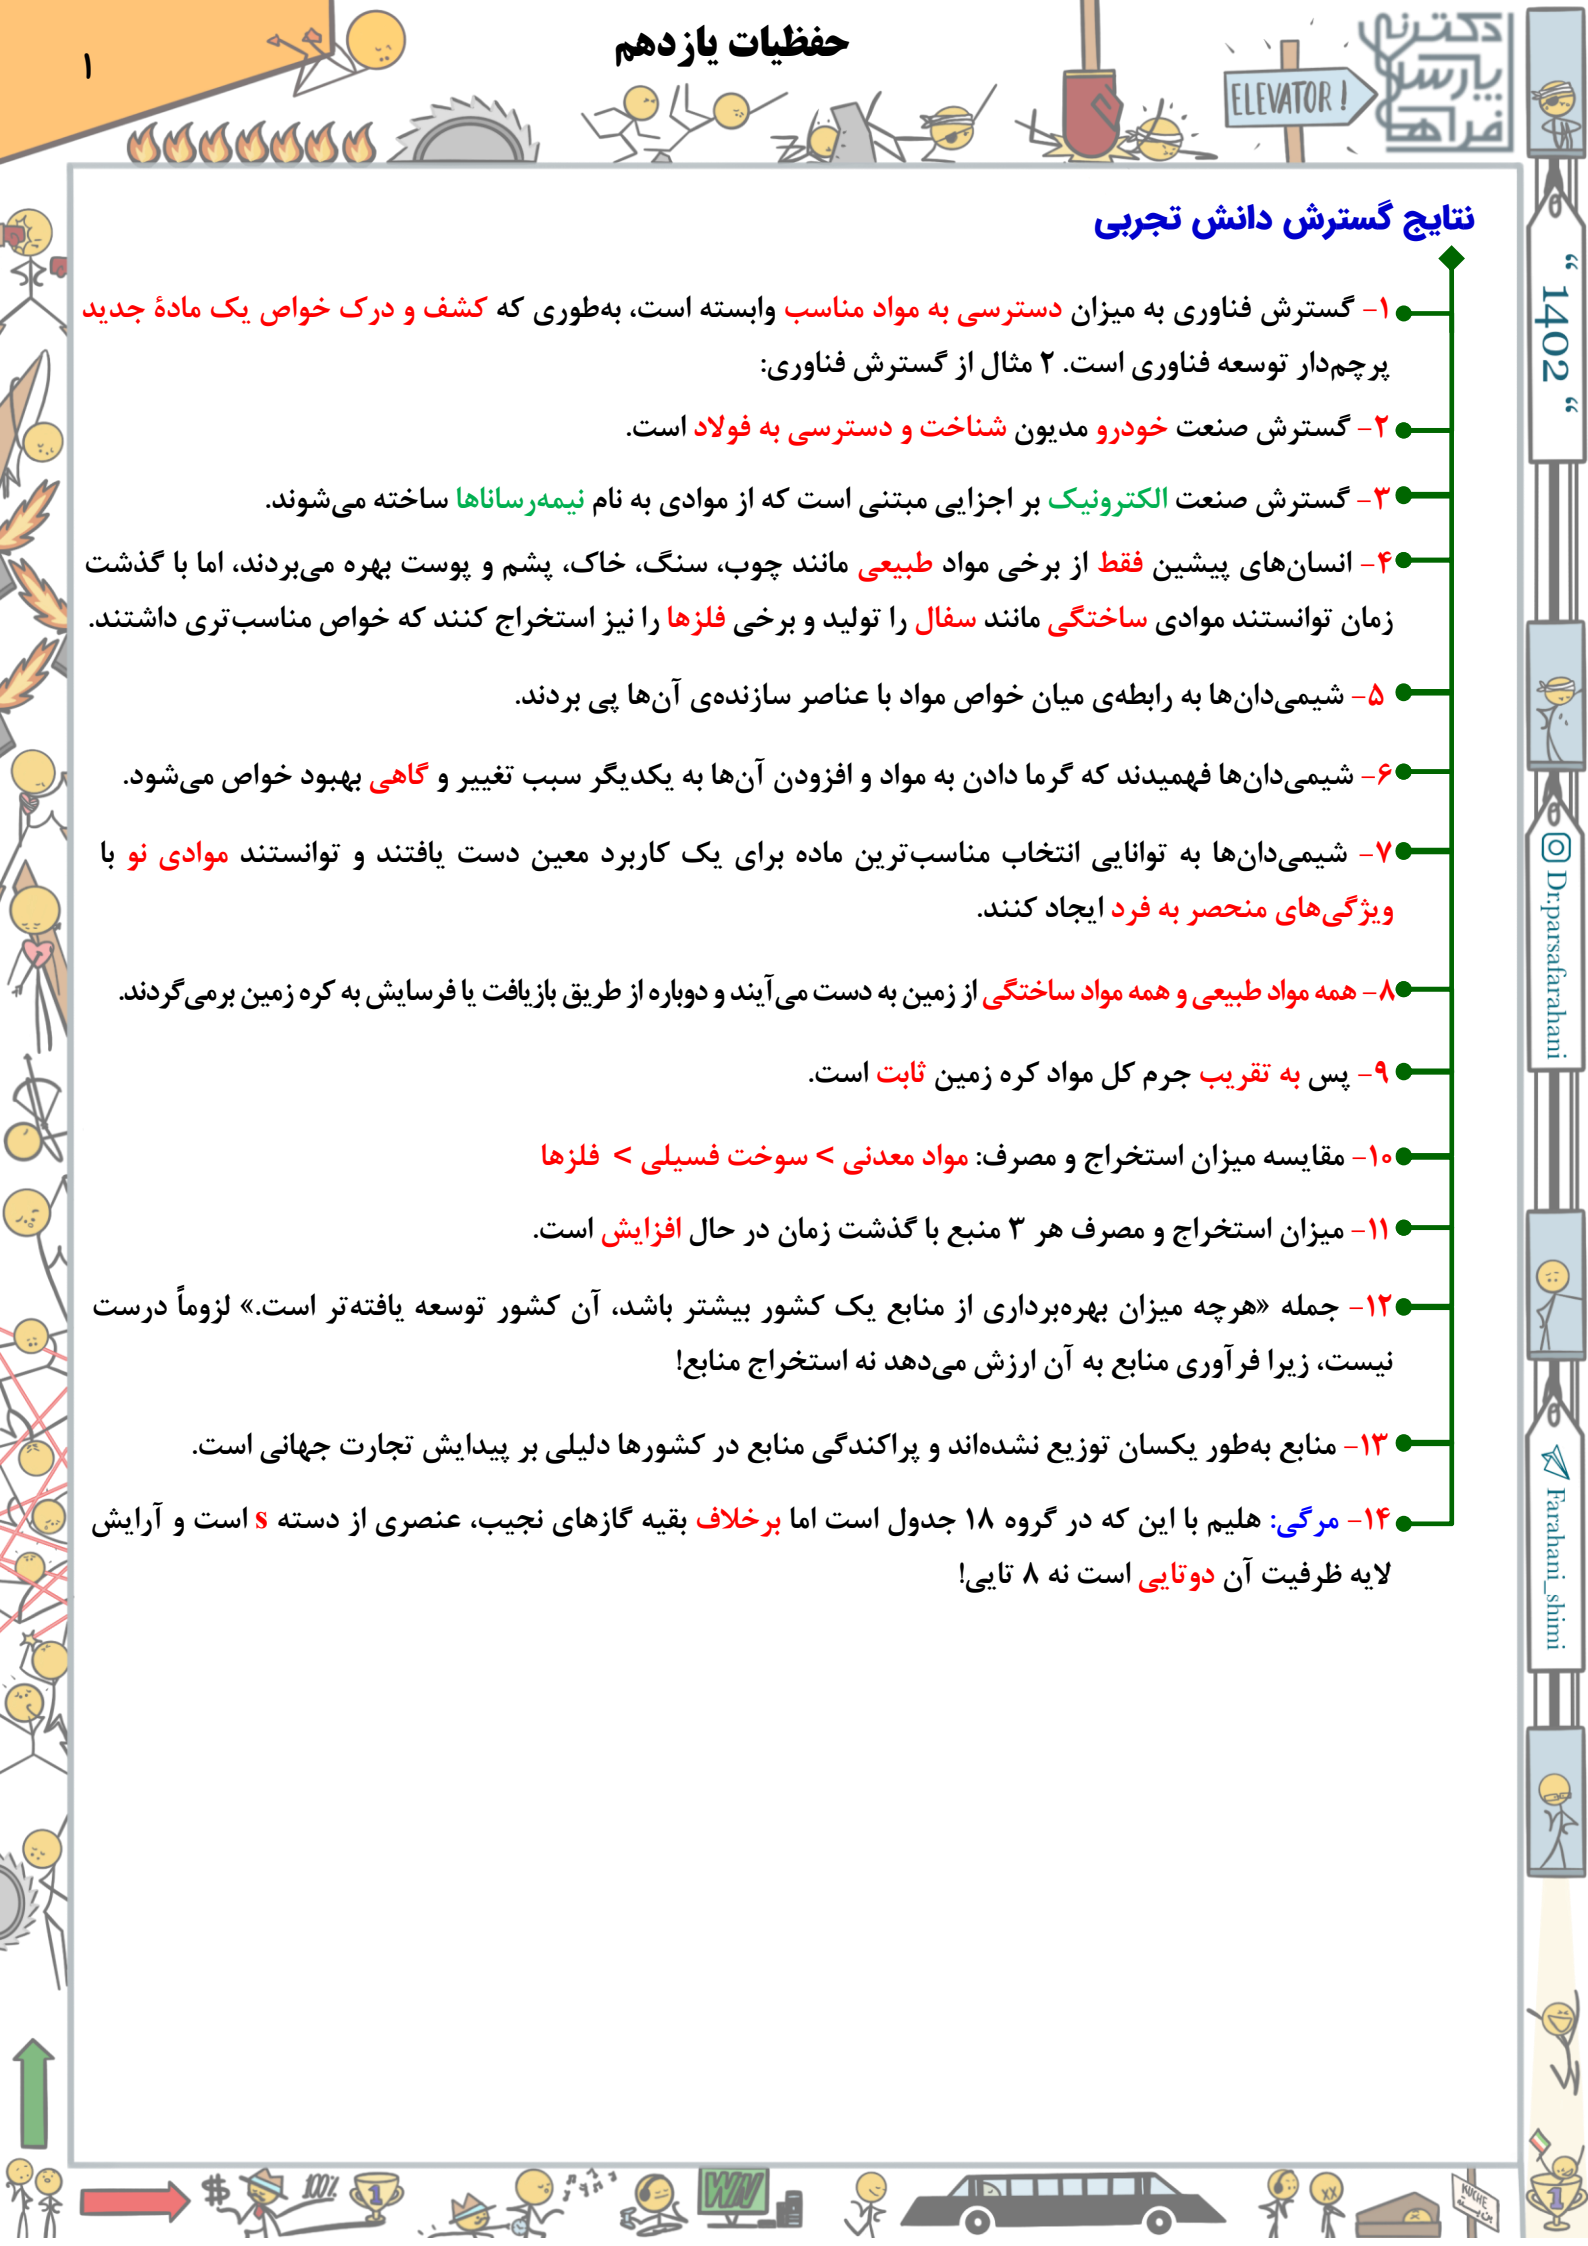 حفظیات یازدهم
۱
دکتر
پارسا
فراهانی
ELEVATOR !
نتایج گسترش دانش تجربی
۱- گسترش فناوری به میزان دسترسی به مواد مناسب وابسته است، به‌طوری که کشف و درک خواص یک مادهٔ جدید
پرچم‌دار توسعه فناوری است. ۲ مثال از گسترش فناوری:
۲- گسترش صنعت خودرو مدیون شناخت و دسترسی به فولاد است.
۳- گسترش صنعت الکترونیک بر اجزایی مبتنی است که از موادی به نام نیمه‌رساناها ساخته می‌شوند.
۴- انسان‌های پیشین فقط از برخی مواد طبیعی مانند چوب، سنگ، خاک، پشم و پوست بهره می‌بردند، اما با گذشت
زمان توانستند موادی ساختگی مانند سفال را تولید و برخی فلزها را نیز استخراج کنند که خواص مناسب‌تری داشتند.
۵- شیمی‌دان‌ها به رابطه‌ی میان خواص مواد با عناصر سازنده‌ی آن‌ها پی بردند.
۶- شیمی‌دان‌ها فهمیدند که گرما دادن به مواد و افزودن آن‌ها به یکدیگر سبب تغییر و گاهی بهبود خواص می‌شود.
۷- شیمی‌دان‌ها به توانایی انتخاب مناسب‌ترین ماده برای یک کاربرد معین دست یافتند و توانستند موادی نو با
ویژگی‌های منحصر به فرد ایجاد کنند.
۸- همه مواد طبیعی و همه مواد ساختگی از زمین به دست می‌آیند و دوباره از طریق بازیافت یا فرسایش به کره زمین برمی‌گردند.
۹- پس به تقریب جرم کل مواد کره زمین ثابت است.
۱۰- مقایسه میزان استخراج و مصرف: مواد معدنی > سوخت فسیلی > فلزها
۱۱- میزان استخراج و مصرف هر ۳ منبع با گذشت زمان در حال افزایش است.
۱۲- جمله «هرچه میزان بهره‌برداری از منابع یک کشور بیشتر باشد، آن کشور توسعه یافته‌تر است.» لزوماً درست
نیست، زیرا فرآوری منابع به آن ارزش می‌دهد نه استخراج منابع!
۱۳- منابع به‌طور یکسان توزیع نشده‌اند و پراکندگی منابع در کشورها دلیلی بر پیدایش تجارت جهانی است.
۱۴- مرگی: هلیم با این که در گروه ۱۸ جدول است اما برخلاف بقیه گازهای نجیب، عنصری از دسته s است و آرایش
لایه ظرفیت آن دوتایی است نه ۸ تایی!
“ 1402 “
Dr.parsafarahani
Farahani_shimi
$
100%
1
WIN
KUCHE
بن بست
1